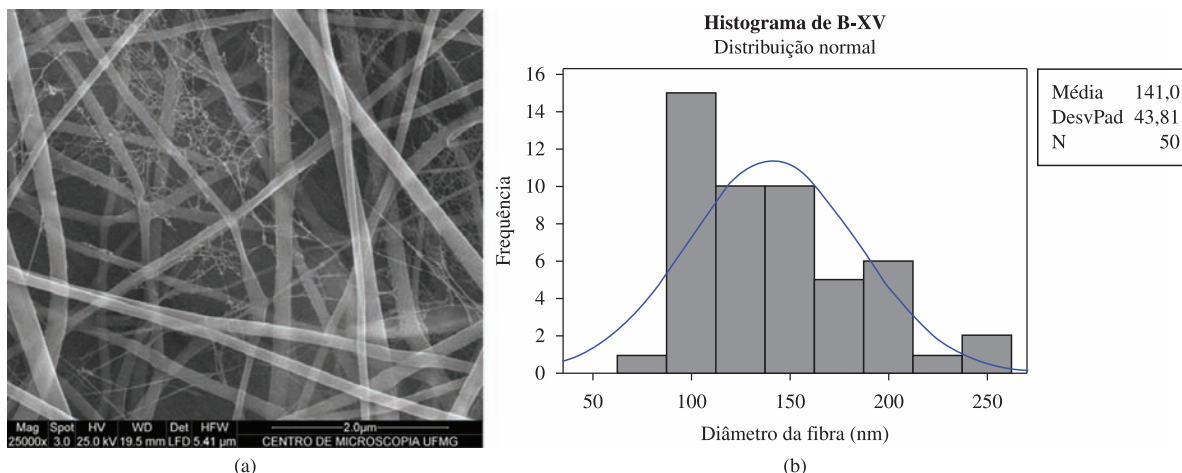 Mag Spot HV WD Det HFW 2.0μm
25000x 3.0 25.0 kV 19.5 mm LFD 5.41 μm CENTRO DE MICROSCOPIA UFMG
(a)
Histograma de B-XV
Distribuição normal
16
14
12
10
8
6
4
2
0
Frequência
50 100 150 200 250
Diâmetro da fibra (nm)
Média 141,0
DesvPad 43,81
N 50
(b)